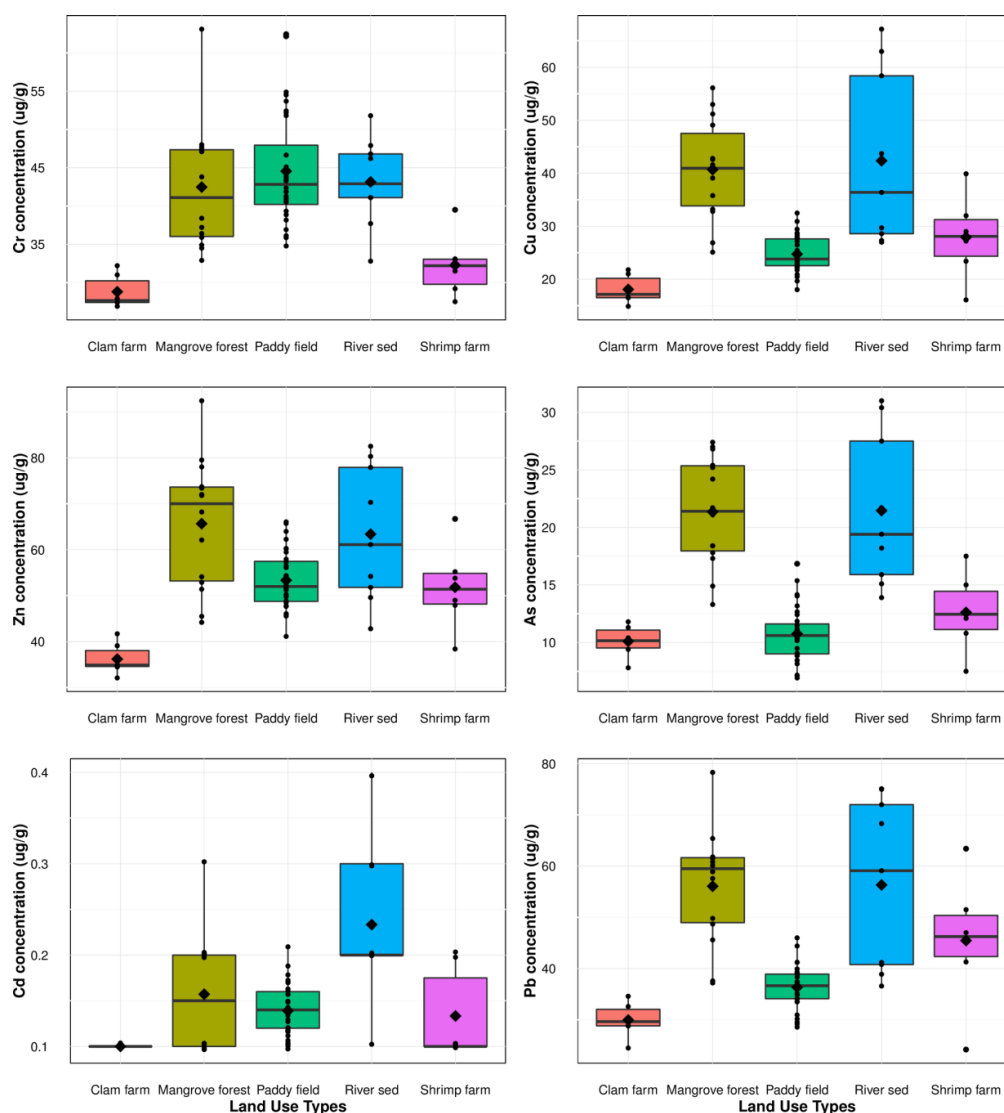 Cr concentration (ug/g)
55
45
35
Clam farm Mangrove forest Paddy field River sed Shrimp farm
Cu concentration (ug/g)
60
50
40
30
20
Clam farm Mangrove forest Paddy field River sed Shrimp farm
Zn concentration (ug/g)
80
60
40
Clam farm Mangrove forest Paddy field River sed Shrimp farm
As concentration (ug/g)
30
25
20
15
10
Clam farm Mangrove forest Paddy field River sed Shrimp farm
Cd concentration (ug/g)
0.4
0.3
0.2
0.1
Clam farm Mangrove forest Paddy field River sed Shrimp farm
Land Use Types
Pb concentration (ug/g)
80
60
40
Clam farm Mangrove forest Paddy field River sed Shrimp farm
Land Use Types